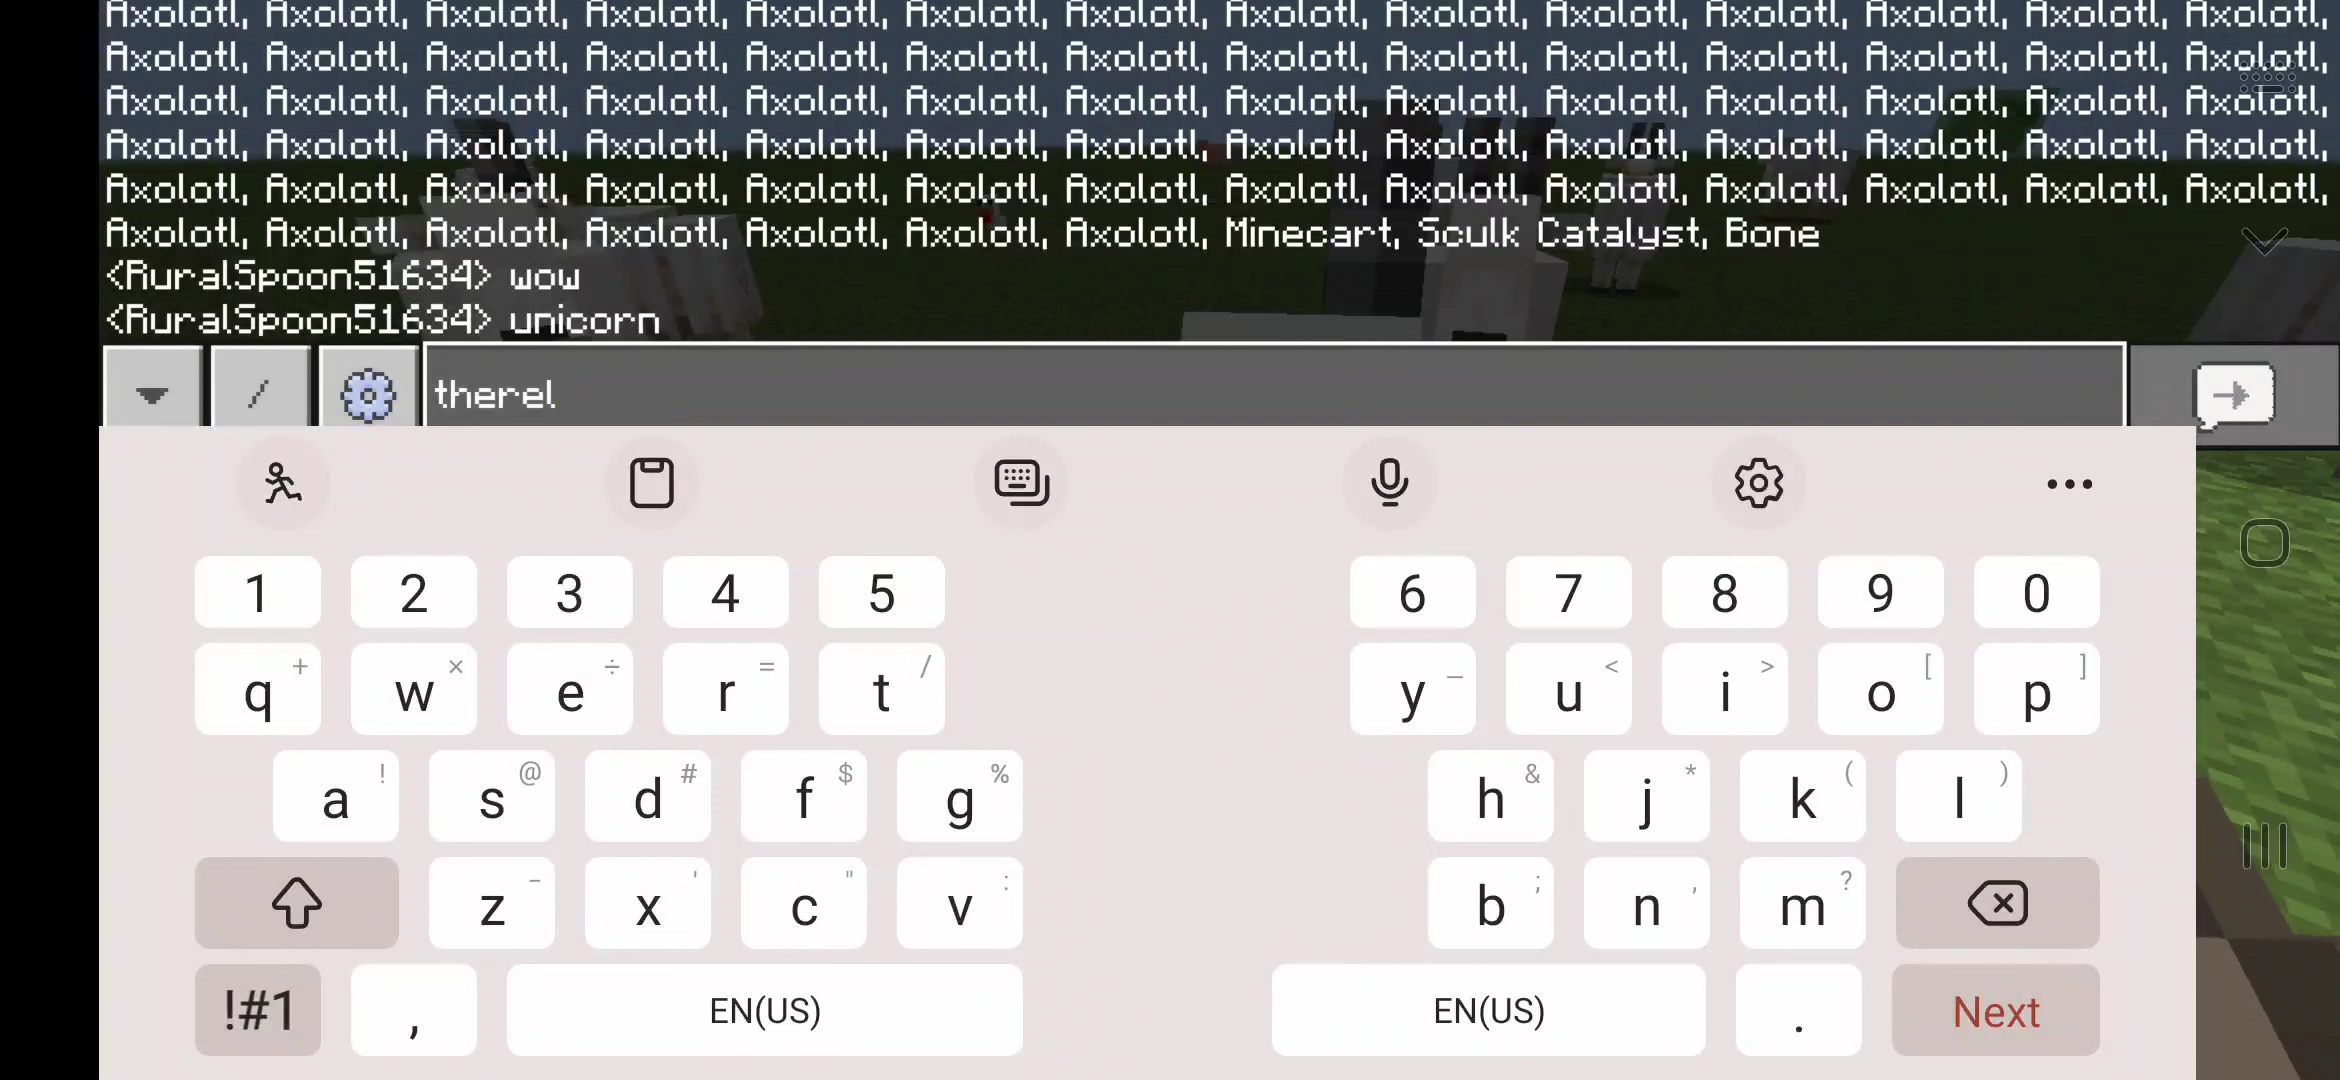 Axolotl, Axolotl, Axolotl, Axolotl, Axolotl, Axolotl, Axolotl, Axolotl, Axolotl, Axolotl, Axolotl, Axolotl, Axolotl, Axolotl,
Axolotl, Axolotl, Axolotl, Axolotl, Axolotl, Axolotl, Axolotl, Axolotl, Axolotl, Axolotl, Axolotl, Axolotl, Axolotl, Axolotl,
Axolotl, Axolotl, Axolotl, Axolotl, Axolotl, Axolotl, Axolotl, Axolotl, Axolotl, Axolotl, Axolotl, Axolotl, Axolotl, Axolotl,
Axolotl, Axolotl, Axolotl, Axolotl, Axolotl, Axolotl, Axolotl, Axolotl, Axolotl, Axolotl, Axolotl, Axolotl, Axolotl, Axolotl,
Axolotl, Axolotl, Axolotl, Axolotl, Axolotl, Axolotl, Axolotl, Axolotl, Axolotl, Axolotl, Axolotl, Axolotl, Axolotl, Axolotl,
Axolotl, Axolotl, Axolotl, Axolotl, Axolotl, Axolotl, Axolotl, Minecart, Sculk Catalyst, Bone
<RuralSpoon51634> wow
<RuralSpoon51634> unicorn
/ therel
1 2 3 4 5 6 7 8 9 0
q + w × e ÷ r = t / y _ u < i > o [ p ]
a ! s @ d # f $ g % h & j * k ( l )
z - x ' c " v : b ; n , m ?
!#1 , EN(US) EN(US) . Next